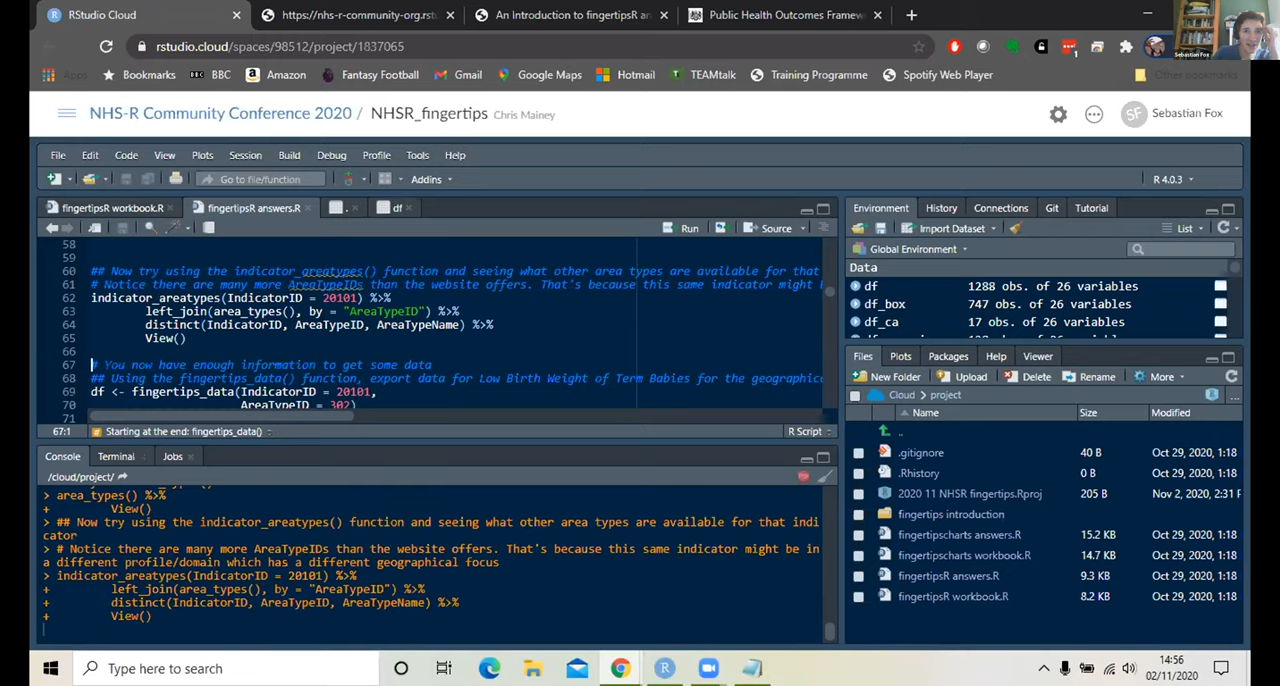 RStudio Cloud
https://nhs-r-community-org.rst
An Introduction to fingertipsR an
Public Health Outcomes Framew
Sebastian Fox
rstudio.cloud/spaces/98512/project/1837065
Apps Bookmarks BBC BBC Amazon Fantasy Football Gmail Google Maps Hotmail TEAMtalk Training Programme Spotify Web Player Other bookmarks
NHS-R Community Conference 2020 / NHSR_fingertips Chris Mainey
SF Sebastian Fox
File Edit Code View Plots Session Build Debug Profile Tools Help
Go to file/function Addins R 4.0.3
fingertipsR workbook.R fingertipsR answers.R . df
Run Source
58
59
60 ## Now try using the indicator_areatypes() function and seeing what other area types are available for that
61 # Notice there are many more AreaTypeIDs than the website offers. That's because this same indicator might b
62 indicator_areatypes(IndicatorID = 20101) %>%
63 left_join(area_types(), by = "AreaTypeID") %>%
64 distinct(IndicatorID, AreaTypeID, AreaTypeName) %>%
65 View()
66
67 # You now have enough information to get some data
68 ## Using the fingertips_data() function, export data for Low Birth Weight of Term Babies for the geographica
69 df <- fingertips_data(IndicatorID = 20101,
70 AreaTypeID = 302)
71
67:1 Starting at the end: fingertips_data() R Script
Console Terminal Jobs
/cloud/project/
> area_types() %>%
+ View()
> ## Now try using the indicator_areatypes() function and seeing what other area types are available for that indi
cator
> # Notice there are many more AreaTypeIDs than the website offers. That's because this same indicator might be in
a different profile/domain which has a different geographical focus
> indicator_areatypes(IndicatorID = 20101) %>%
+ left_join(area_types(), by = "AreaTypeID") %>%
+ distinct(IndicatorID, AreaTypeID, AreaTypeName) %>%
+ View()
Environment History Connections Git Tutorial
Import Dataset List
Global Environment
Data
df 1288 obs. of 26 variables
df_box 747 obs. of 26 variables
df_ca 17 obs. of 26 variables
Files Plots Packages Help Viewer
New Folder Upload Delete Rename More
Cloud > project
Name Size Modified
..
.gitignore 40 B Oct 29, 2020, 1:18
.Rhistory 0 B Oct 29, 2020, 1:18
2020 11 NHSR fingertips.Rproj 205 B Nov 2, 2020, 2:31 P
fingertips introduction
fingertipscharts answers.R 15.2 KB Oct 29, 2020, 1:18
fingertipscharts workbook.R 14.7 KB Oct 29, 2020, 1:18
fingertipsR answers.R 9.3 KB Oct 29, 2020, 1:18
fingertipsR workbook.R 8.2 KB Oct 29, 2020, 1:18
Type here to search
14:56
02/11/2020